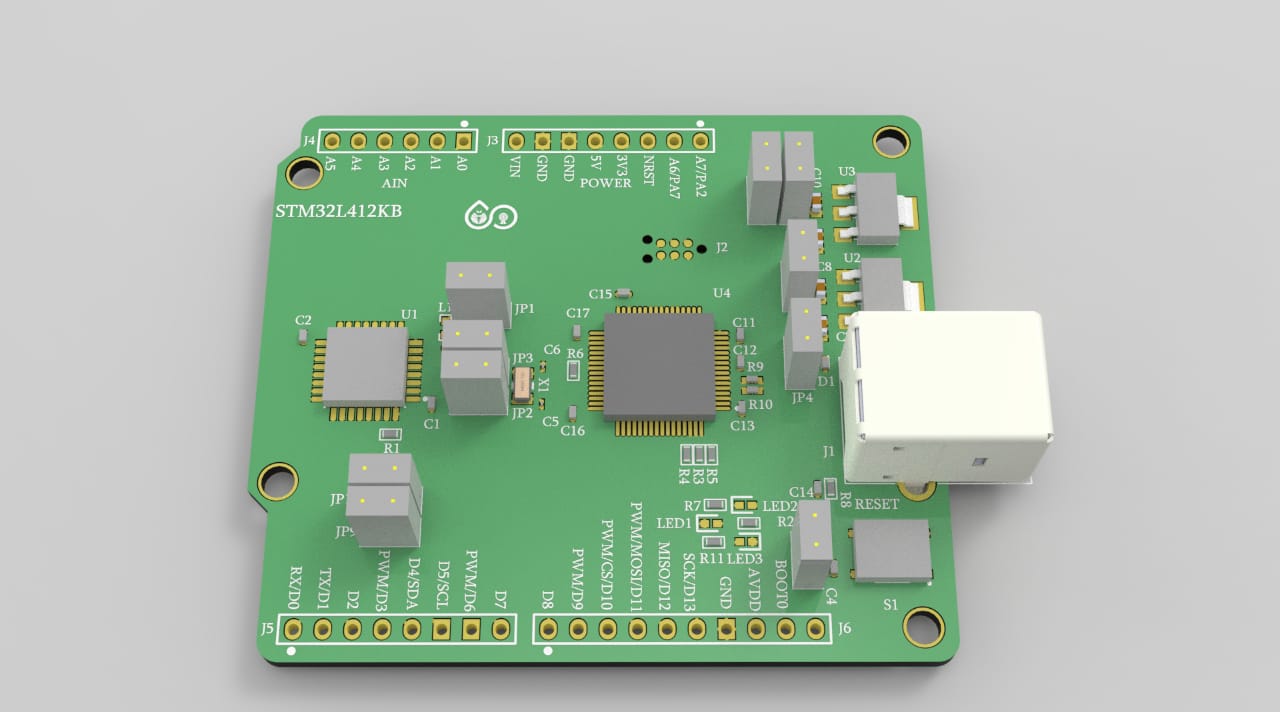 J4
J3
A5
A4
A3
A2
A1
A0
VIN
GND
GND
5V
3V3
NRST
A6/PA7
A7/PA2
AIN
POWER
STM32L412KB
U3
J2
U2
C8
C15
U4
C2
U1
JP1
C17
C11
C6
R6
C12
JP3
X1
R9
D1
R10
JP4
C1
JP2
C5
C16
C13
R1
J1
R4
R3
R5
C14
R8
RESET
R7
LED2
LED1
R2
R11
LED3
C4
S1
J5
RX/D0
TX/D1
D2
PWM/D3
D4/SDA
D5/SCL
PWM/D6
D7
D8
PWM/D9
PWM/CS/D10
PWM/MOSI/D11
MISO/D12
SCK/D13
GND
AVDD
BOOT0
J6